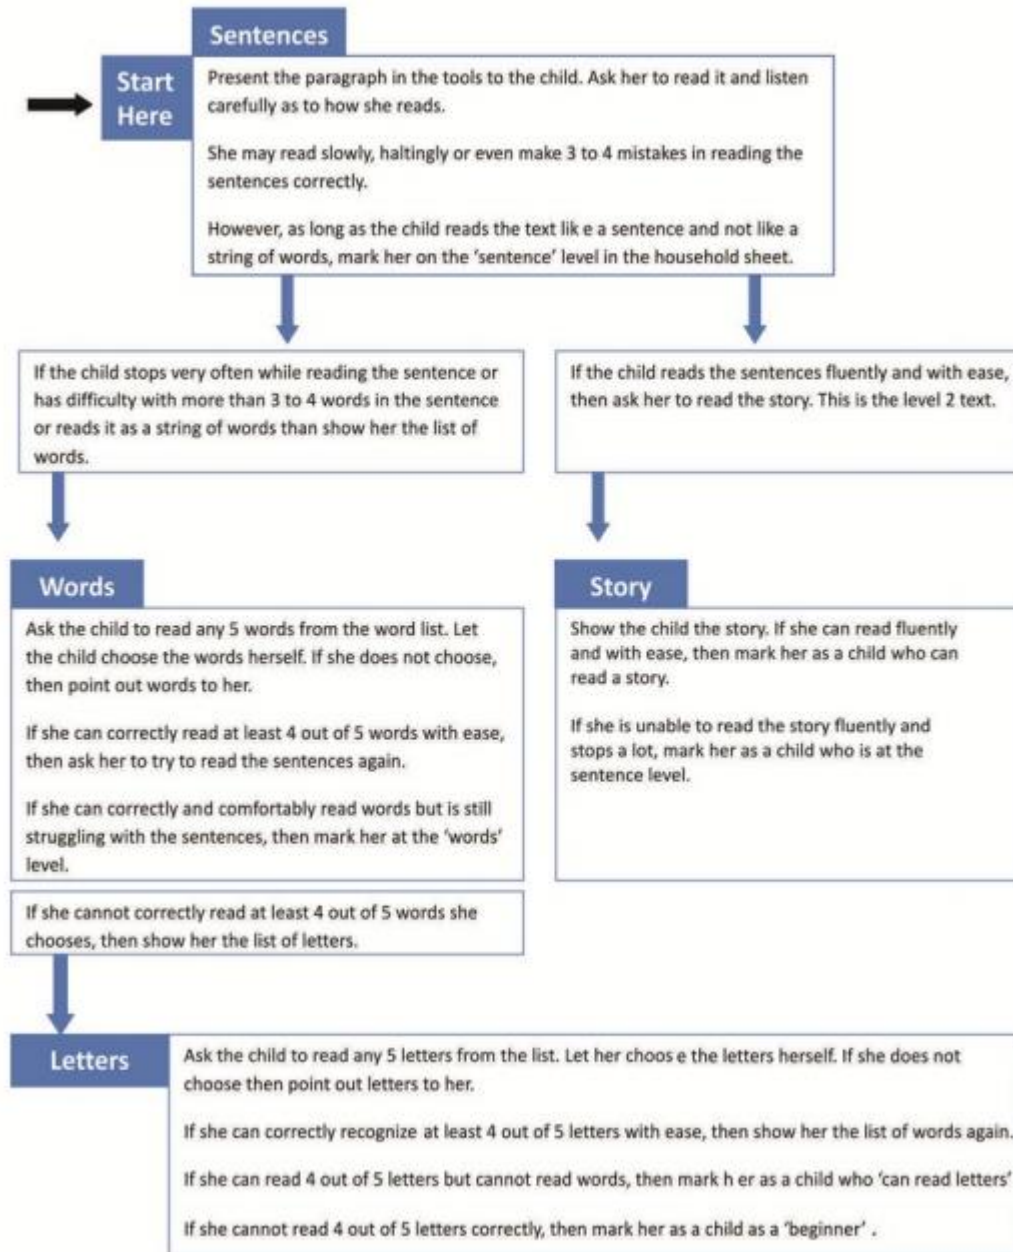 Sentences
Start
Here
Present the paragraph in the tools to the child. Ask her to read it and listen
carefully as to how she reads.
She may read slowly, haltingly or even make 3 to 4 mistakes in reading the
sentences correctly.
However, as long as the child reads the text lik e a sentence and not like a
string of words, mark her on the ‘sentence’ level in the household sheet.
If the child stops very often while reading the sentence or
has difficulty with more than 3 to 4 words in the sentence
or reads it as a string of words than show her the list of
words.
If the child reads the sentences fluently and with ease,
then ask her to read the story. This is the level 2 text.
Words
Ask the child to read any 5 words from the word list. Let
the child choose the words herself. If she does not choose,
then point out words to her.
If she can correctly read at least 4 out of 5 words with ease,
then ask her to try to read the sentences again.
If she can correctly and comfortably read words but is still
struggling with the sentences, then mark her at the ‘words’
level.
If she cannot correctly read at least 4 out of 5 words she
chooses, then show her the list of letters.
Story
Show the child the story. If she can read fluently
and with ease, then mark her as a child who can
read a story.
If she is unable to read the story fluently and
stops a lot, mark her as a child who is at the
sentence level.
Letters
Ask the child to read any 5 letters from the list. Let her choos e the letters herself. If she does not
choose then point out letters to her.
If she can correctly recognize at least 4 out of 5 letters with ease, then show her the list of words again.
If she can read 4 out of 5 letters but cannot read words, then mark h er as a child who ‘can read letters’
If she cannot read 4 out of 5 letters correctly, then mark her as a child as a ‘beginner’ .